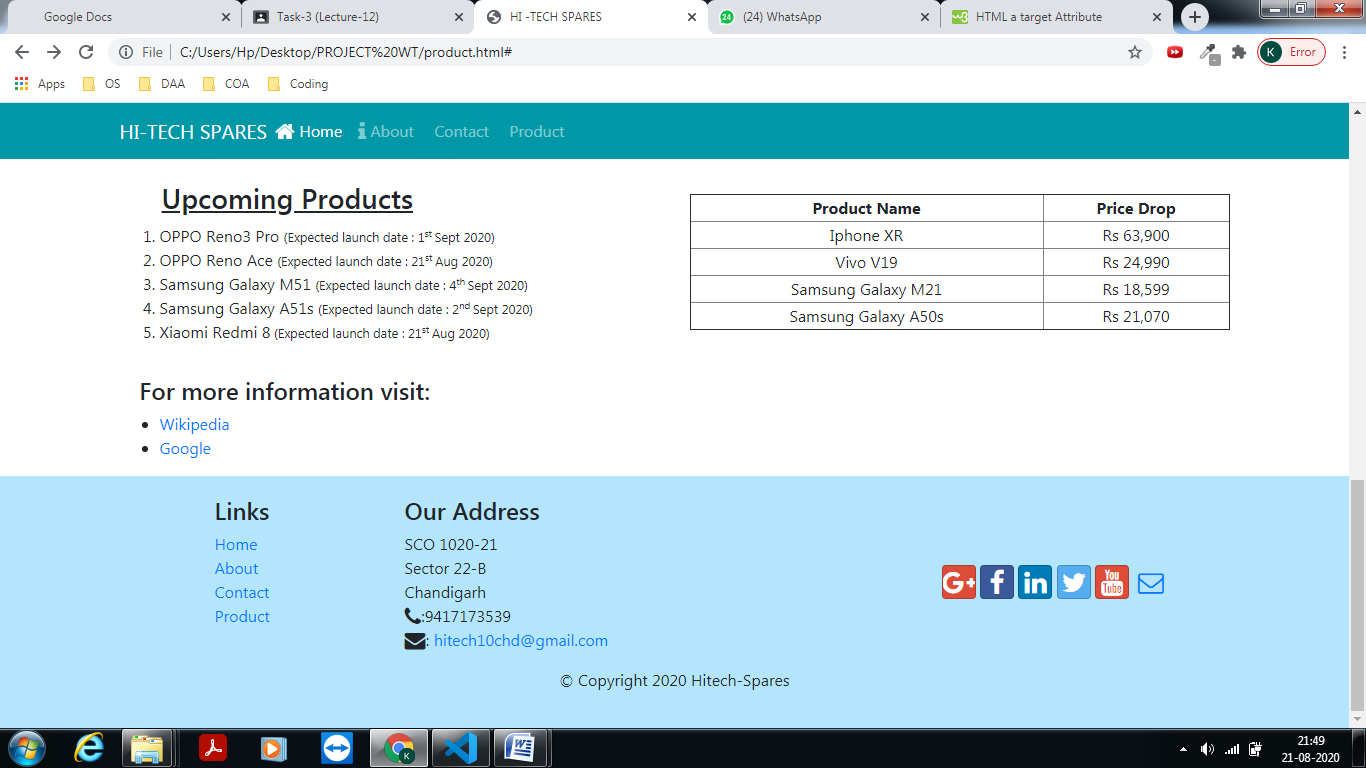 Google Docs
Task-3 (Lecture-12)
HI -TECH SPARES
(24) WhatsApp
HTML a target Attribute
File C:/Users/Hp/Desktop/PROJECT%20WT/product.html#
K Error
Apps OS DAA COA Coding
HI-TECH SPARES Home About Contact Product
Upcoming Products
1. OPPO Reno3 Pro (Expected launch date : 1st Sept 2020)
2. OPPO Reno Ace (Expected launch date : 21st Aug 2020)
3. Samsung Galaxy M51 (Expected launch date : 4th Sept 2020)
4. Samsung Galaxy A51s (Expected launch date : 2nd Sept 2020)
5. Xiaomi Redmi 8 (Expected launch date : 21st Aug 2020)
Product Name Price Drop
Iphone XR Rs 63,900
Vivo V19 Rs 24,990
Samsung Galaxy M21 Rs 18,599
Samsung Galaxy A50s Rs 21,070
For more information visit:
• Wikipedia
• Google
Links
Home
About
Contact
Product
Our Address
SCO 1020-21
Sector 22-B
Chandigarh
:9417173539
: hitech10chd@gmail.com
G+ f in You Tube
© Copyright 2020 Hitech-Spares
21:49
21-08-2020